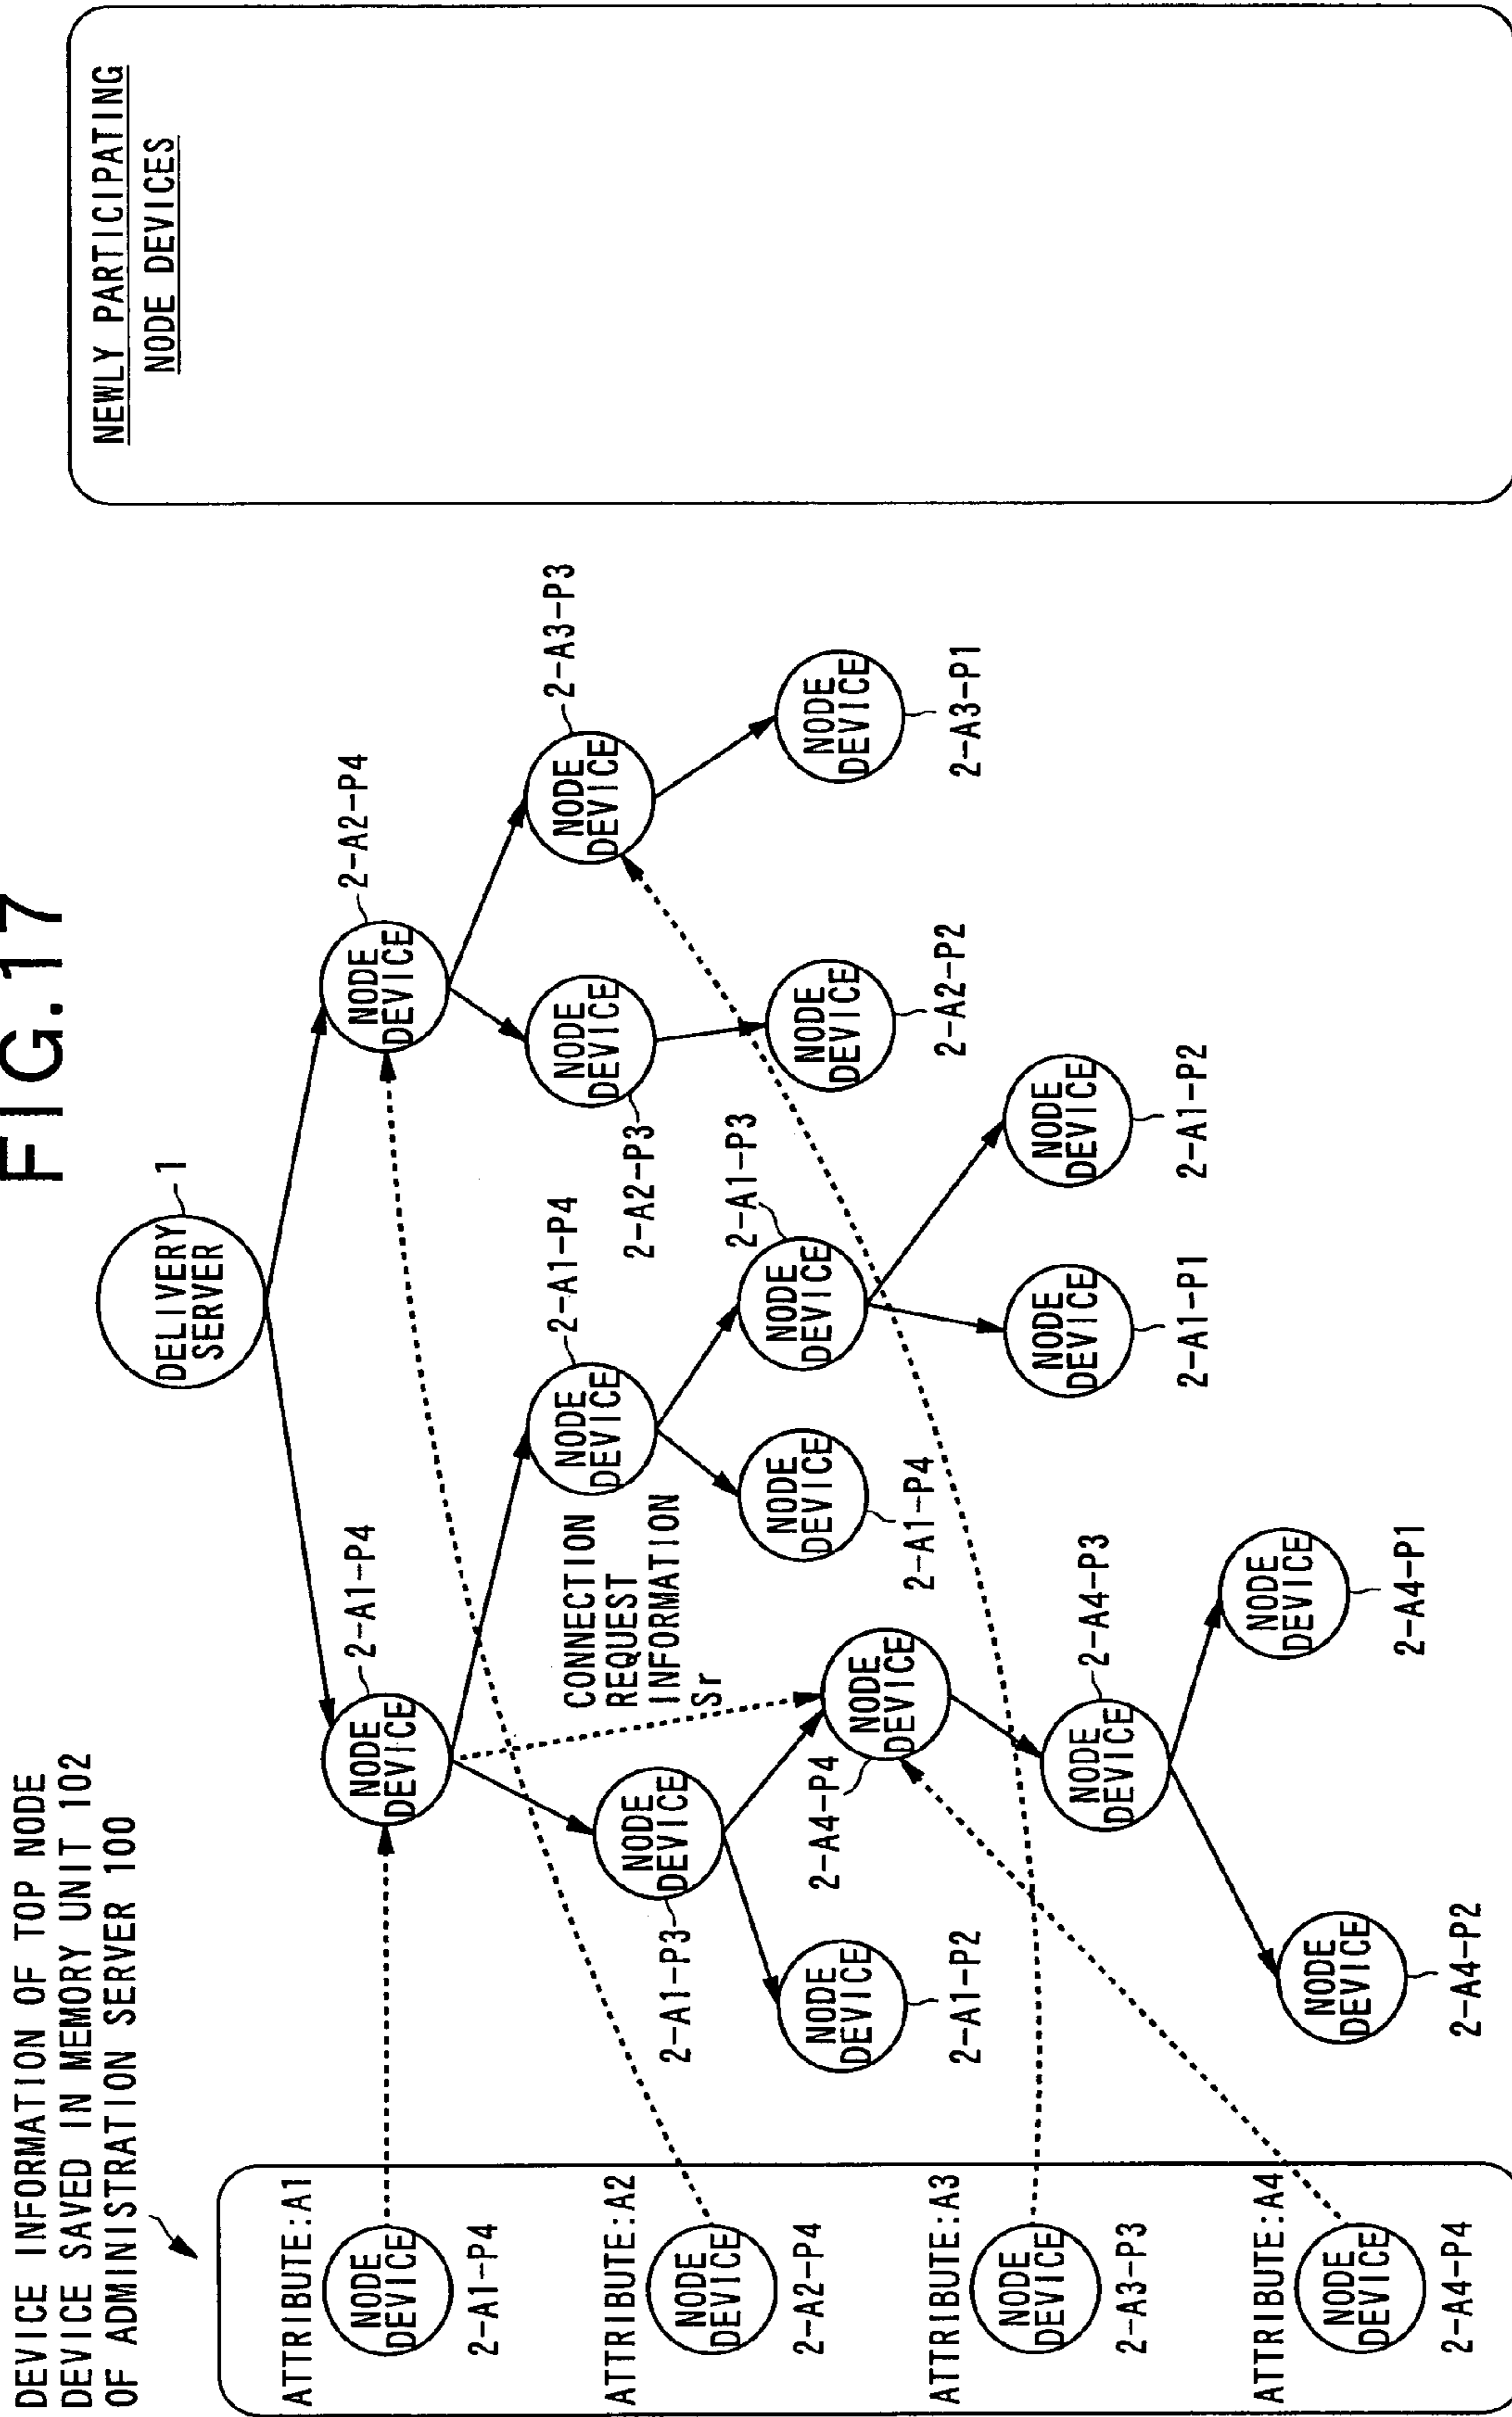 FIG.17
DEVICE INFORMATION OF TOP NODE
DEVICE SAVED IN MEMORY UNIT 102
OF ADMINISTRATION SERVER 100
ATTRIBUTE:A1
NODE
DEVICE
2-A1-P4
ATTRIBUTE:A2
NODE
DEVICE
2-A2-P4
ATTRIBUTE:A3
NODE
DEVICE
2-A3-P3
ATTRIBUTE:A4
NODE
DEVICE
2-A4-P4
DELIVERY
SERVER
1
NODE
DEVICE
2-A1-P4
NODE
DEVICE
2-A2-P4
NODE
DEVICE
2-A1-P3
CONNECTION
REQUEST
INFORMATION
Sr
NODE
DEVICE
2-A1-P4
NODE
DEVICE
2-A2-P3
NODE
DEVICE
2-A3-P3
NODE
DEVICE
2-A1-P2
NODE
DEVICE
2-A4-P4
NODE
DEVICE
2-A1-P4
NODE
DEVICE
2-A1-P3
NODE
DEVICE
2-A2-P2
NODE
DEVICE
2-A3-P1
NODE
DEVICE
2-A4-P3
NODE
DEVICE
2-A1-P1
NODE
DEVICE
2-A1-P2
NODE
DEVICE
2-A4-P2
NODE
DEVICE
2-A4-P1
NEWLY PARTICIPATING
NODE DEVICES